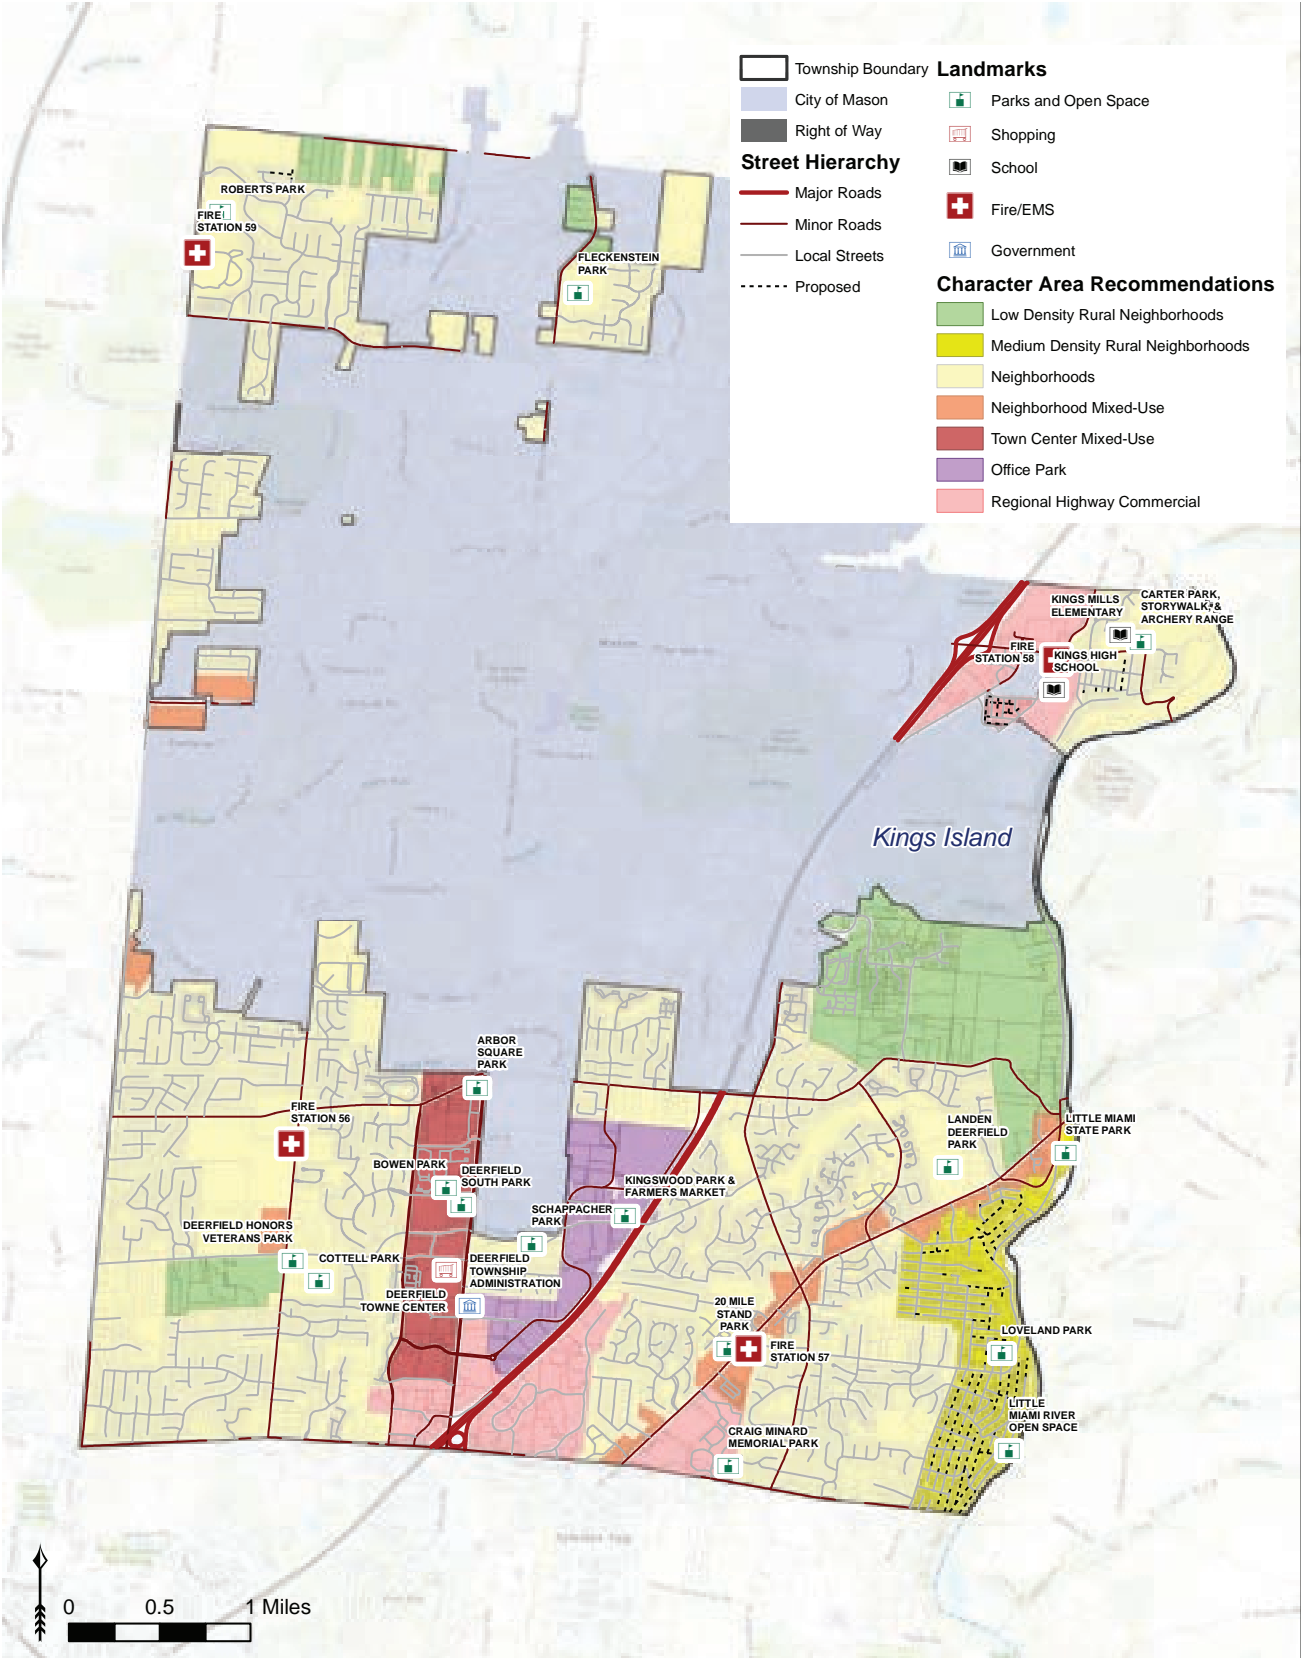 Township Boundary
City of Mason
Right of Way
Street Hierarchy
Major Roads
Minor Roads
Local Streets
Proposed
Landmarks
Parks and Open Space
Shopping
School
Fire/EMS
Government
Character Area Recommendations
Low Density Rural Neighborhoods
Medium Density Rural Neighborhoods
Neighborhoods
Neighborhood Mixed-Use
Town Center Mixed-Use
Office Park
Regional Highway Commercial
ROBERTS PARK
FIRE
STATION 59
FLECKENSTEIN
PARK
KINGS MILLS
ELEMENTARY
CARTER PARK,
STORYWALK, &
ARCHERY RANGE
FIRE
STATION 58
KINGS HIGH
SCHOOL
Kings Island
ARBOR
SQUARE
PARK
FIRE
STATION 56
LANDEN
DEERFIELD
PARK
LITTLE MIAMI
STATE PARK
BOWEN PARK
DEERFIELD
SOUTH PARK
KINGSWOOD PARK &
FARMERS MARKET
SCHAPPACHER
PARK
DEERFIELD HONORS
VETERANS PARK
COTTELL PARK
DEERFIELD
TOWNSHIP
ADMINISTRATION
DEERFIELD
TOWNE CENTER
20 MILE
STAND
PARK
FIRE
STATION 57
LOVELAND PARK
LITTLE
MIAMI RIVER
OPEN SPACE
CRAIG MINARD
MEMORIAL PARK
0 0.5 1 Miles